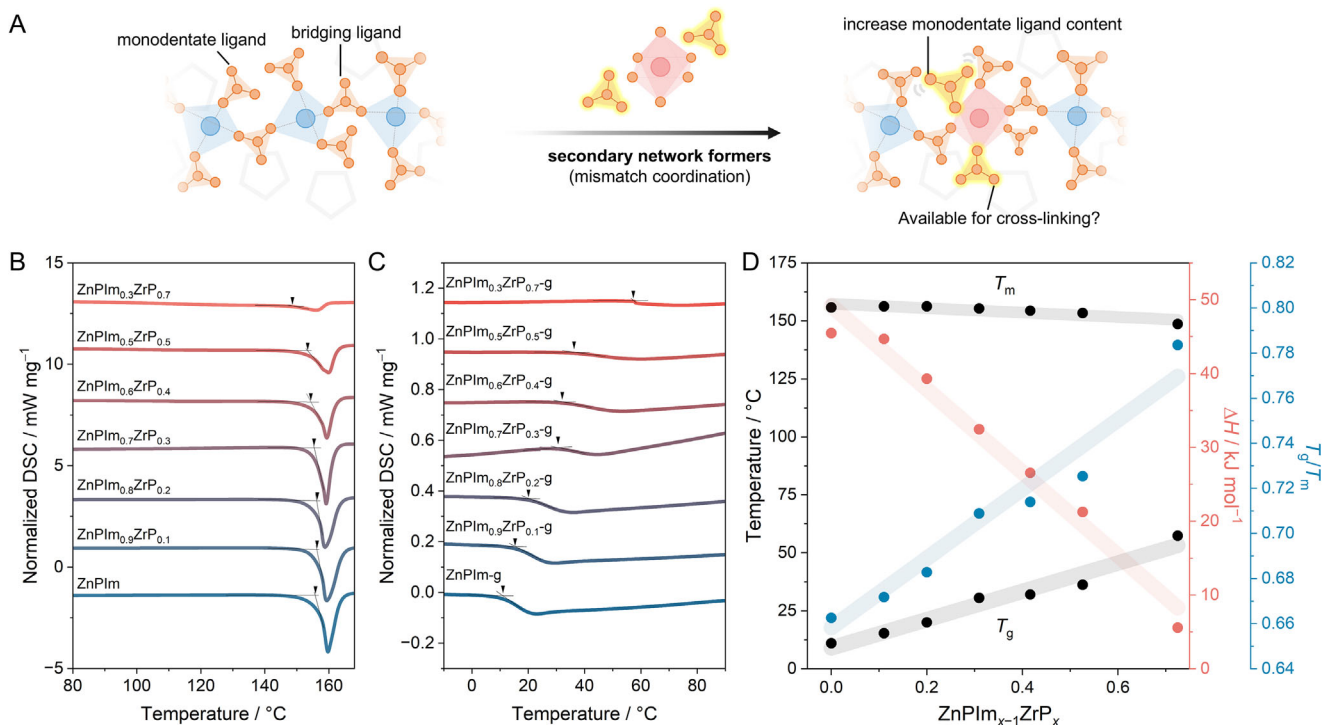 A
monodentate ligand
bridging ligand
secondary network formers
(mismatch coordination)
increase monodentate ligand content
Available for cross-linking?
B
Normalized DSC / mW mg⁻¹
15
10
5
0
−5
ZnPIm₀.₃ZrP₀.₇
ZnPIm₀.₅ZrP₀.₅
ZnPIm₀.₆ZrP₀.₄
ZnPIm₀.₇ZrP₀.₃
ZnPIm₀.₈ZrP₀.₂
ZnPIm₀.₉ZrP₀.₁
ZnPIm
80 100 120 140 160
Temperature / °C
C
Normalized DSC / mW mg⁻¹
1.2
1.0
0.8
0.6
0.4
0.2
0.0
−0.2
ZnPIm₀.₃ZrP₀.₇-g
ZnPIm₀.₅ZrP₀.₅-g
ZnPIm₀.₆ZrP₀.₄-g
ZnPIm₀.₇ZrP₀.₃-g
ZnPIm₀.₈ZrP₀.₂-g
ZnPIm₀.₉ZrP₀.₁-g
ZnPIm-g
0 20 40 60 80
Temperature / °C
D
Temperature / °C
175
150
125
100
75
50
25
0
Tₘ
T_g
0.0 0.2 0.4 0.6
ZnPImₓ₋₁ZrPₓ
50
40
30
20
10
0
ΔH / kJ mol⁻¹
0.82
0.80
0.78
0.76
0.74
0.72
0.70
0.68
0.66
0.64
T_g/Tₘ